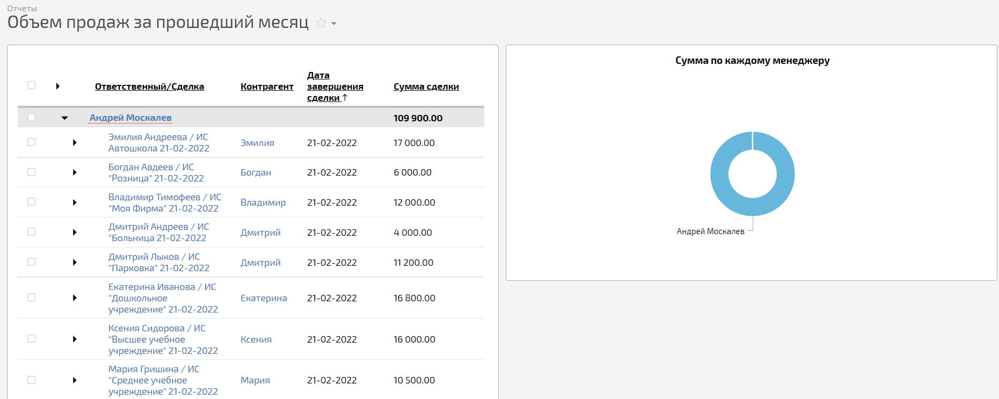 Отчеты
Объем продаж за прошедший месяц
Ответственный/Сделка
Контрагент
Дата
завершения
сделки ↑
Сумма сделки
Андрей Москалев
109 900.00
Эмилия Андреева / ИС
Автошкола 21-02-2022
Эмилия
21-02-2022
17 000.00
Богдан Авдеев / ИС
"Розница" 21-02-2022
Богдан
21-02-2022
6 000.00
Владимир Тимофеев / ИС
"Моя Фирма" 21-02-2022
Владимир
21-02-2022
12 000.00
Дмитрий Андреев / ИС
"Больница 21-02-2022
Дмитрий
21-02-2022
4 000.00
Дмитрий Лыков / ИС
"Парковка" 21-02-2022
Дмитрий
21-02-2022
11 200.00
Екатерина Иванова / ИС
"Дошкольное
учреждение" 21-02-2022
Екатерина
21-02-2022
16 800.00
Ксения Сидорова / ИС
"Высшее учебное
учреждение" 21-02-2022
Ксения
21-02-2022
16 000.00
Мария Гришина / ИС
"Среднее учебное
учреждение" 21-02-2022
Мария
21-02-2022
10 500.00
Сумма по каждому менеджеру
Андрей Москалев